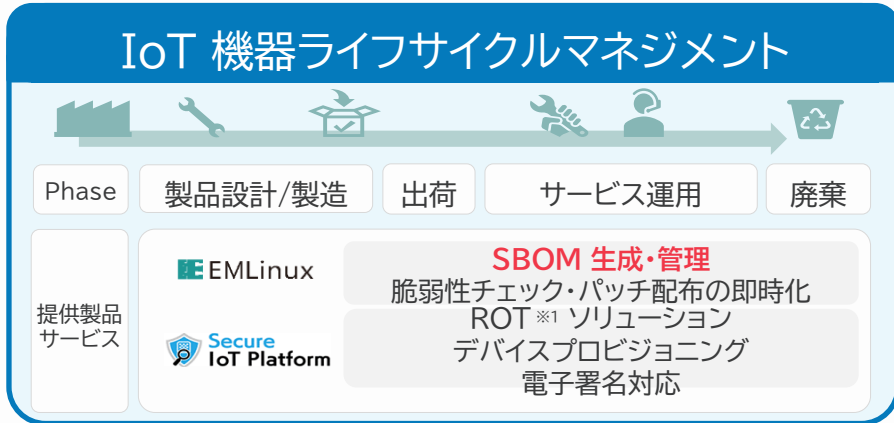 IoT 機器ライフサイクルマネジメント
Phase
製品設計/製造
出荷
サービス運用
廃棄
提供製品
サービス
EMLinux
SBOM 生成・管理
脆弱性チェック・パッチ配布の即時化
Secure
IoT Platform
ROT ※1 ソリューション
デバイスプロビジョニング
電子署名対応